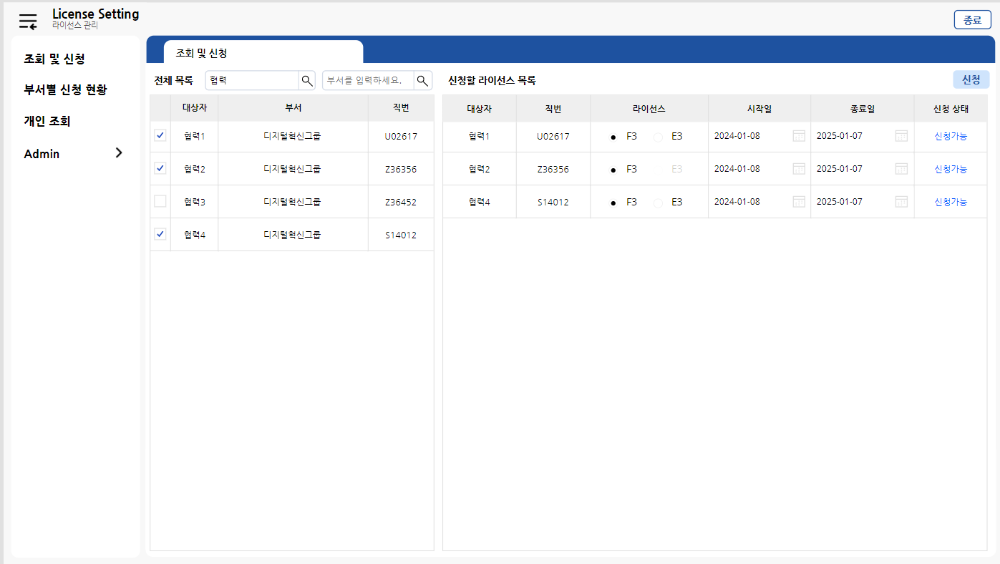 License Setting
라이선스 관리
종료
조회 및 신청
부서별 신청 현황
개인 조회
Admin
조회 및 신청
전체 목록 협력 부서를 입력하세요.
대상자 부서 직번
협력1 디지털혁신그룹 U02617
협력2 디지털혁신그룹 Z36356
협력3 디지털혁신그룹 Z36452
협력4 디지털혁신그룹 S14012
신청할 라이선스 목록 신청
대상자 직번 라이선스 시작일 종료일 신청 상태
협력1 U02617 F3 E3 2024-01-08 2025-01-07 신청가능
협력2 Z36356 F3 E3 2024-01-08 2025-01-07 신청가능
협력4 S14012 F3 E3 2024-01-08 2025-01-07 신청가능